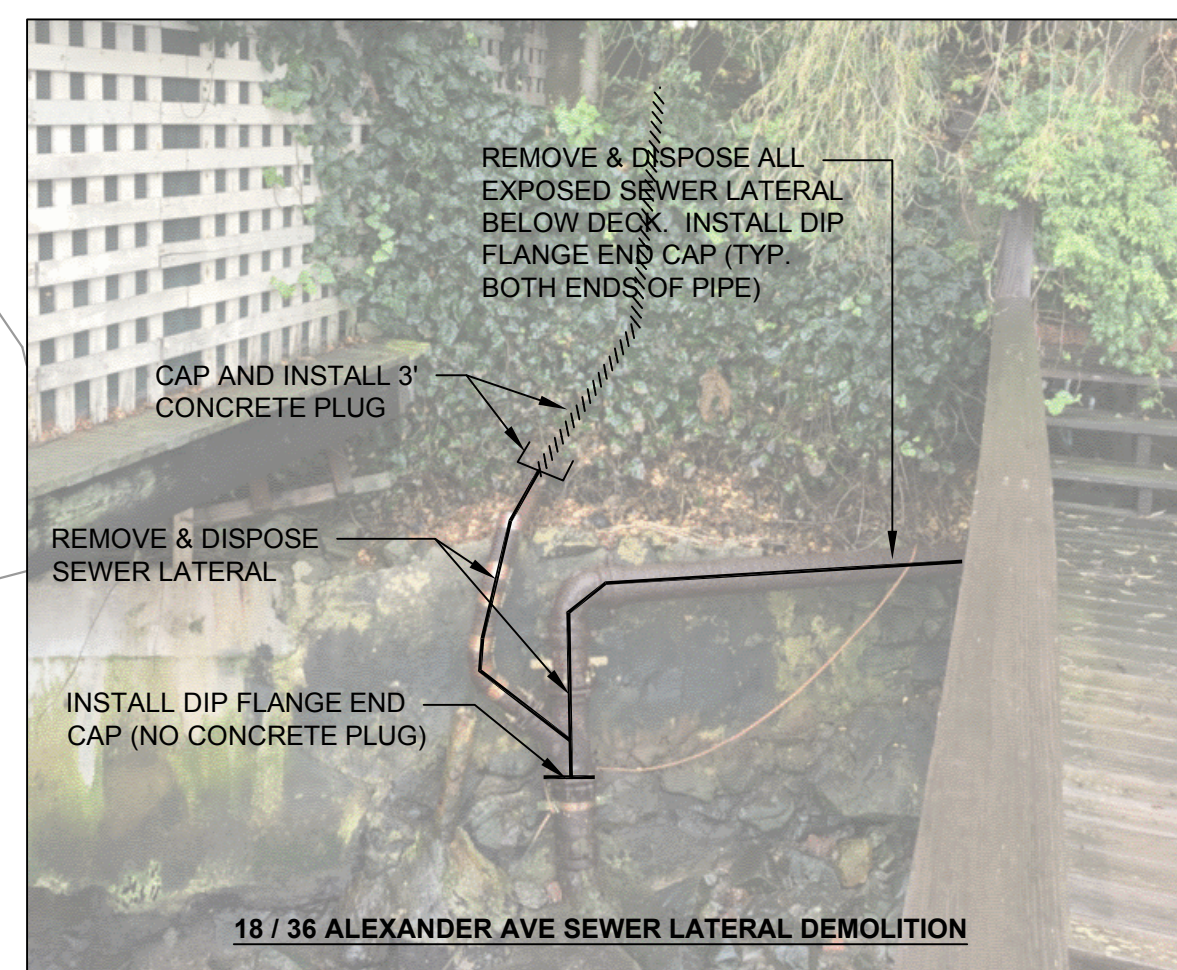 REMOVE & DISPOSE ALL
EXPOSED SEWER LATERAL
BELOW DECK.  INSTALL DIP
FLANGE END CAP (TYP.
BOTH ENDS OF PIPE)
CAP AND INSTALL 3'
CONCRETE PLUG
REMOVE & DISPOSE
SEWER LATERAL
INSTALL DIP FLANGE END
CAP (NO CONCRETE PLUG)
18 / 36 ALEXANDER AVE SEWER LATERAL DEMOLITION